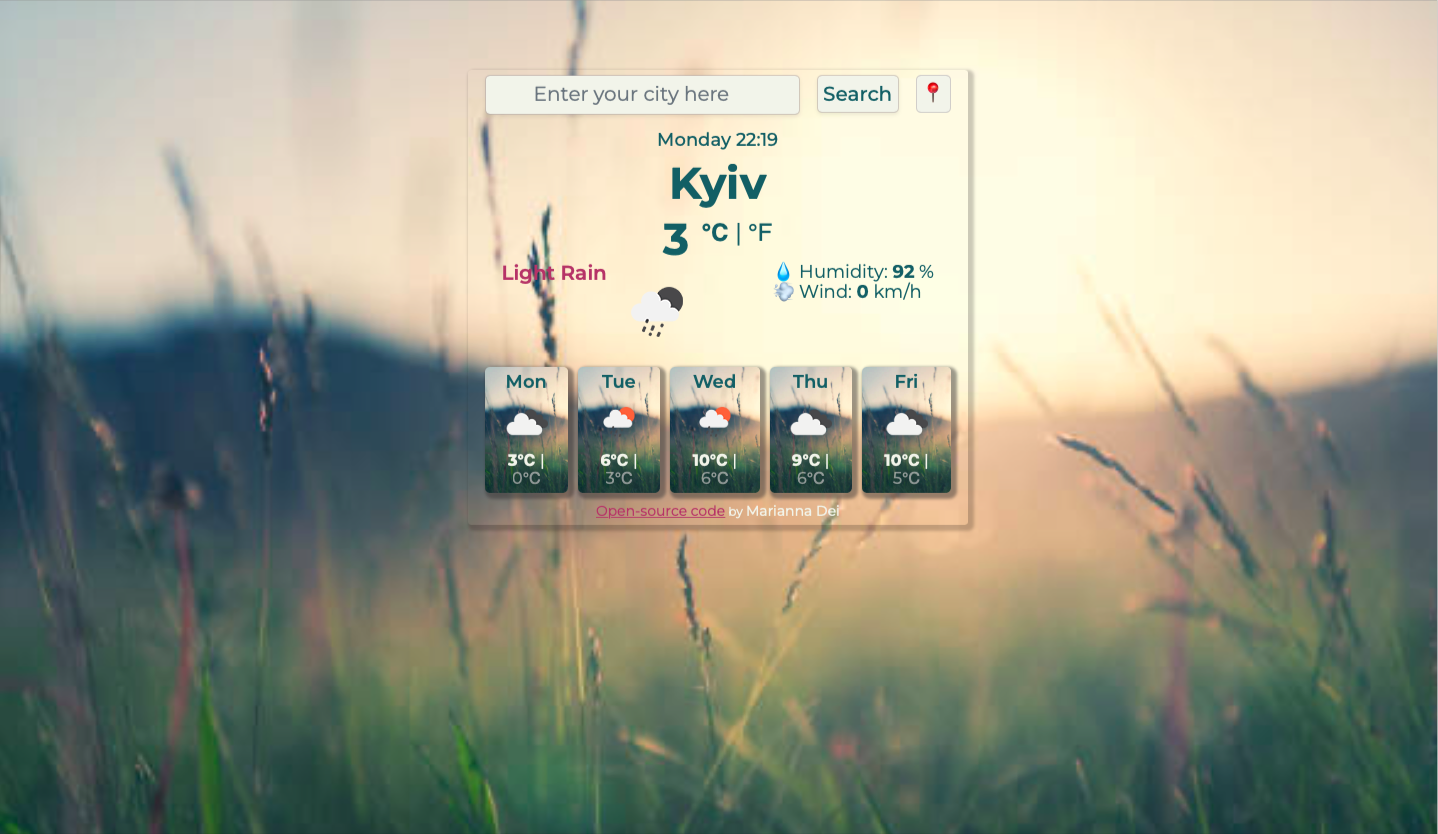 Enter your city here Search
Monday 22:19
Kyiv
3 °C | °F
Light Rain
Humidity: 92 %
Wind: 0 km/h
Mon Tue Wed Thu Fri
3°C | 6°C | 10°C | 9°C | 10°C |
0°C 3°C 6°C 6°C 5°C
Open-source code by Marianna Dei